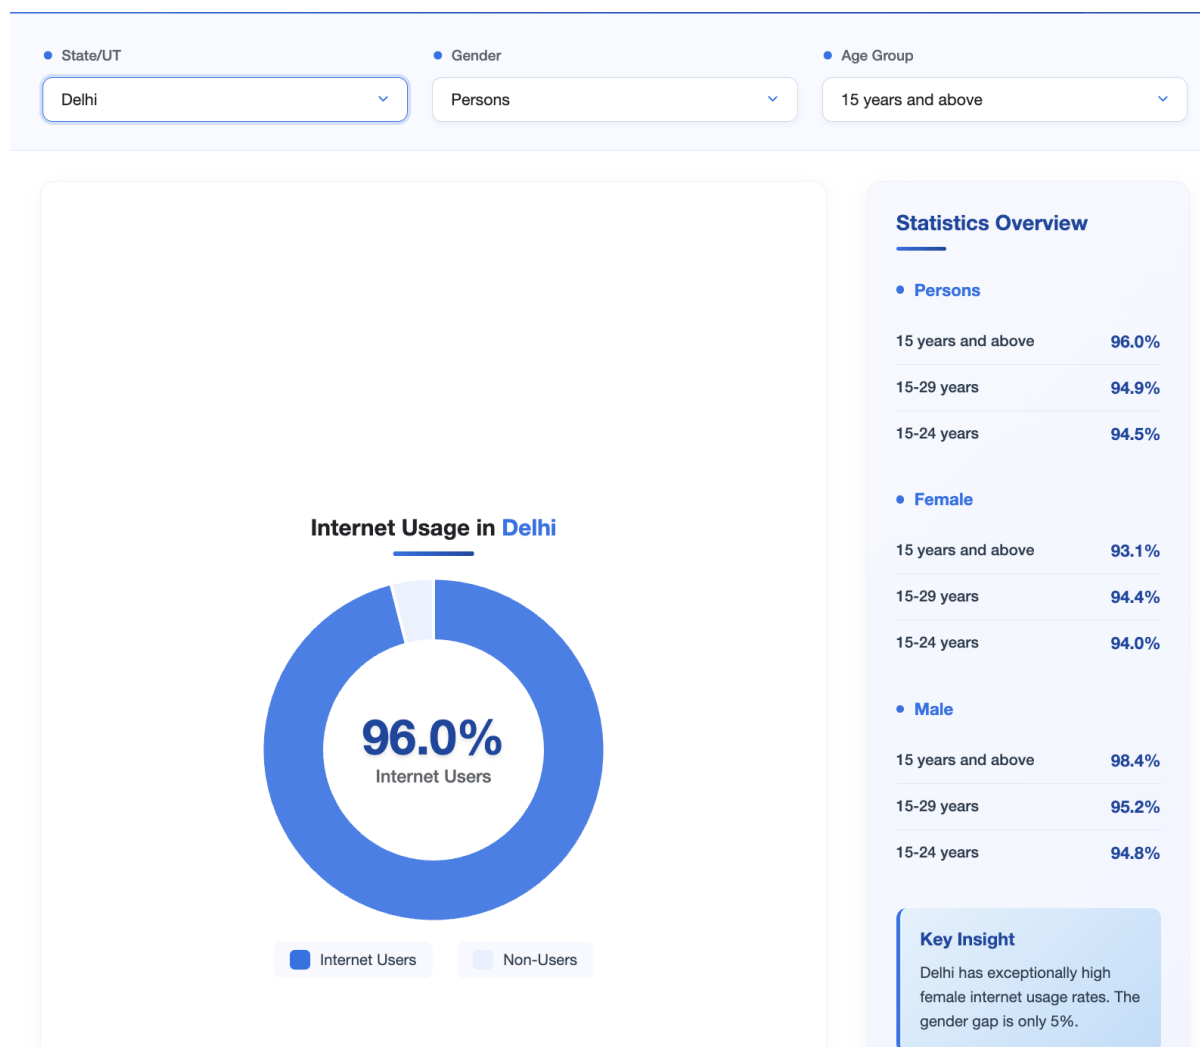 State/UT
Gender
Age Group
Delhi
Persons
15 years and above
Statistics Overview
Persons
15 years and above 96.0%
15-29 years 94.9%
15-24 years 94.5%
Female
15 years and above 93.1%
15-29 years 94.4%
15-24 years 94.0%
Male
15 years and above 98.4%
15-29 years 95.2%
15-24 years 94.8%
Key Insight
Delhi has exceptionally high
female internet usage rates. The
gender gap is only 5%.
Internet Usage in Delhi
96.0%
Internet Users
Internet Users
Non-Users